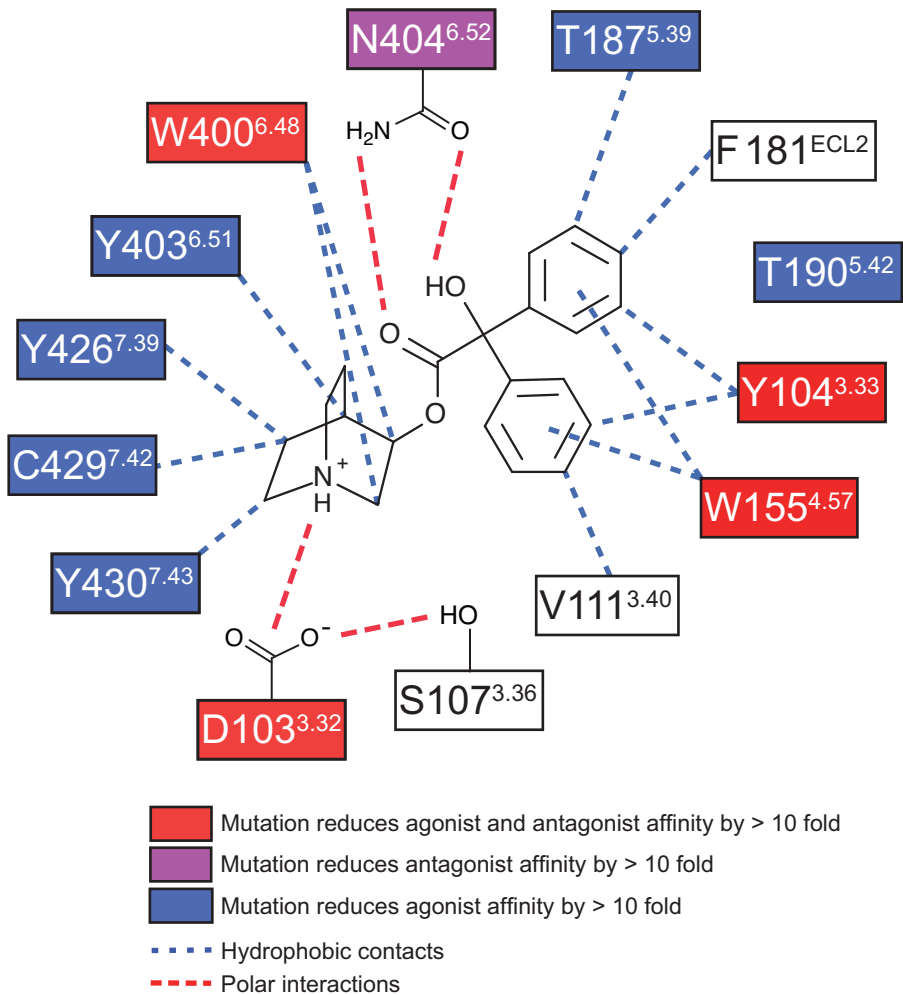 N404^6.52
T187^5.39
W400^6.48
H₂N
O
F 181^ECL2
Y403^6.51
T190^5.42
HO
O
Y426^7.39
Y104^3.33
O
C429^7.42
N +
H
W155^4.57
Y430^7.43
V111^3.40
HO
O
O-
S107^3.36
D103^3.32
Mutation reduces agonist and antagonist affinity by > 10 fold
Mutation reduces antagonist affinity by > 10 fold
Mutation reduces agonist affinity by > 10 fold
Hydrophobic contacts
Polar interactions